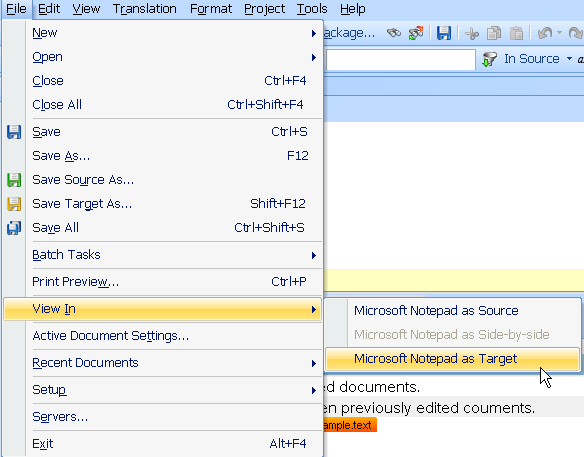 File Edit View Translation Format Project Tools Help
New
ackage...
Open
In Source
Close Ctrl+F4
Close All Ctrl+Shift+F4
Save Ctrl+S
Save As... F12
Save Source As...
Save Target As... Shift+F12
Save All Ctrl+Shift+S
Batch Tasks
Print Preview... Ctrl+P
View In
Microsoft Notepad as Source
Active Document Settings...
Microsoft Notepad as Side-by-side
Recent Documents
Microsoft Notepad as Target
Setup
ed documents.
en previously edited couments.
Servers...
ample.text
Exit Alt+F4